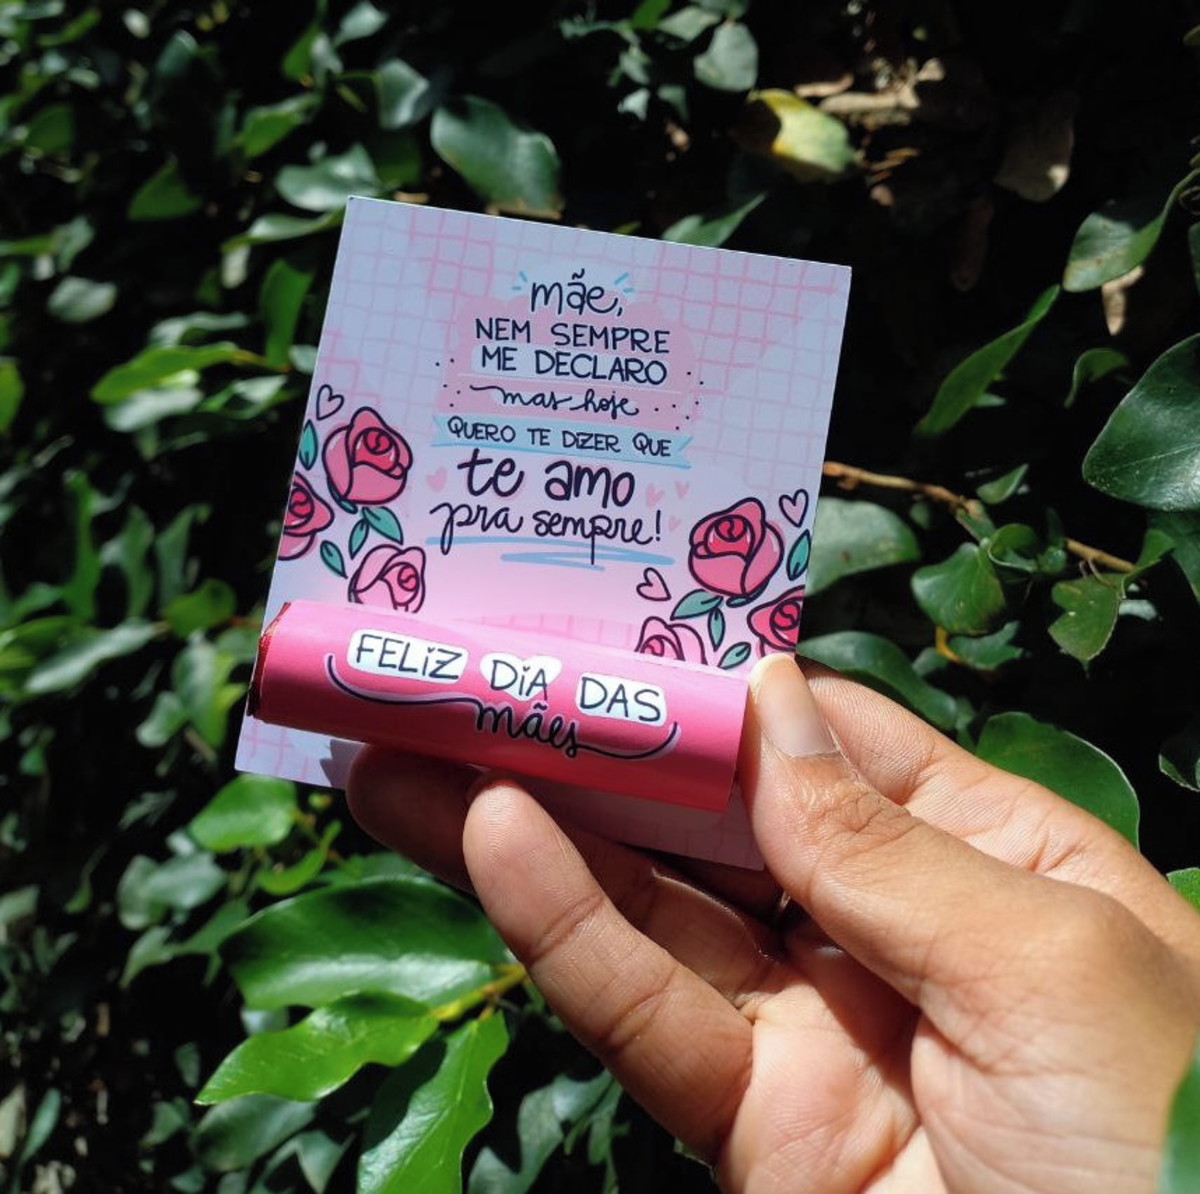 mãe,
NEM SEMPRE
ME DECLARO
mas hoje
QUERO TE DIZER QUE
te amo
pra sempre!
FELIZ DIA DAS
mães